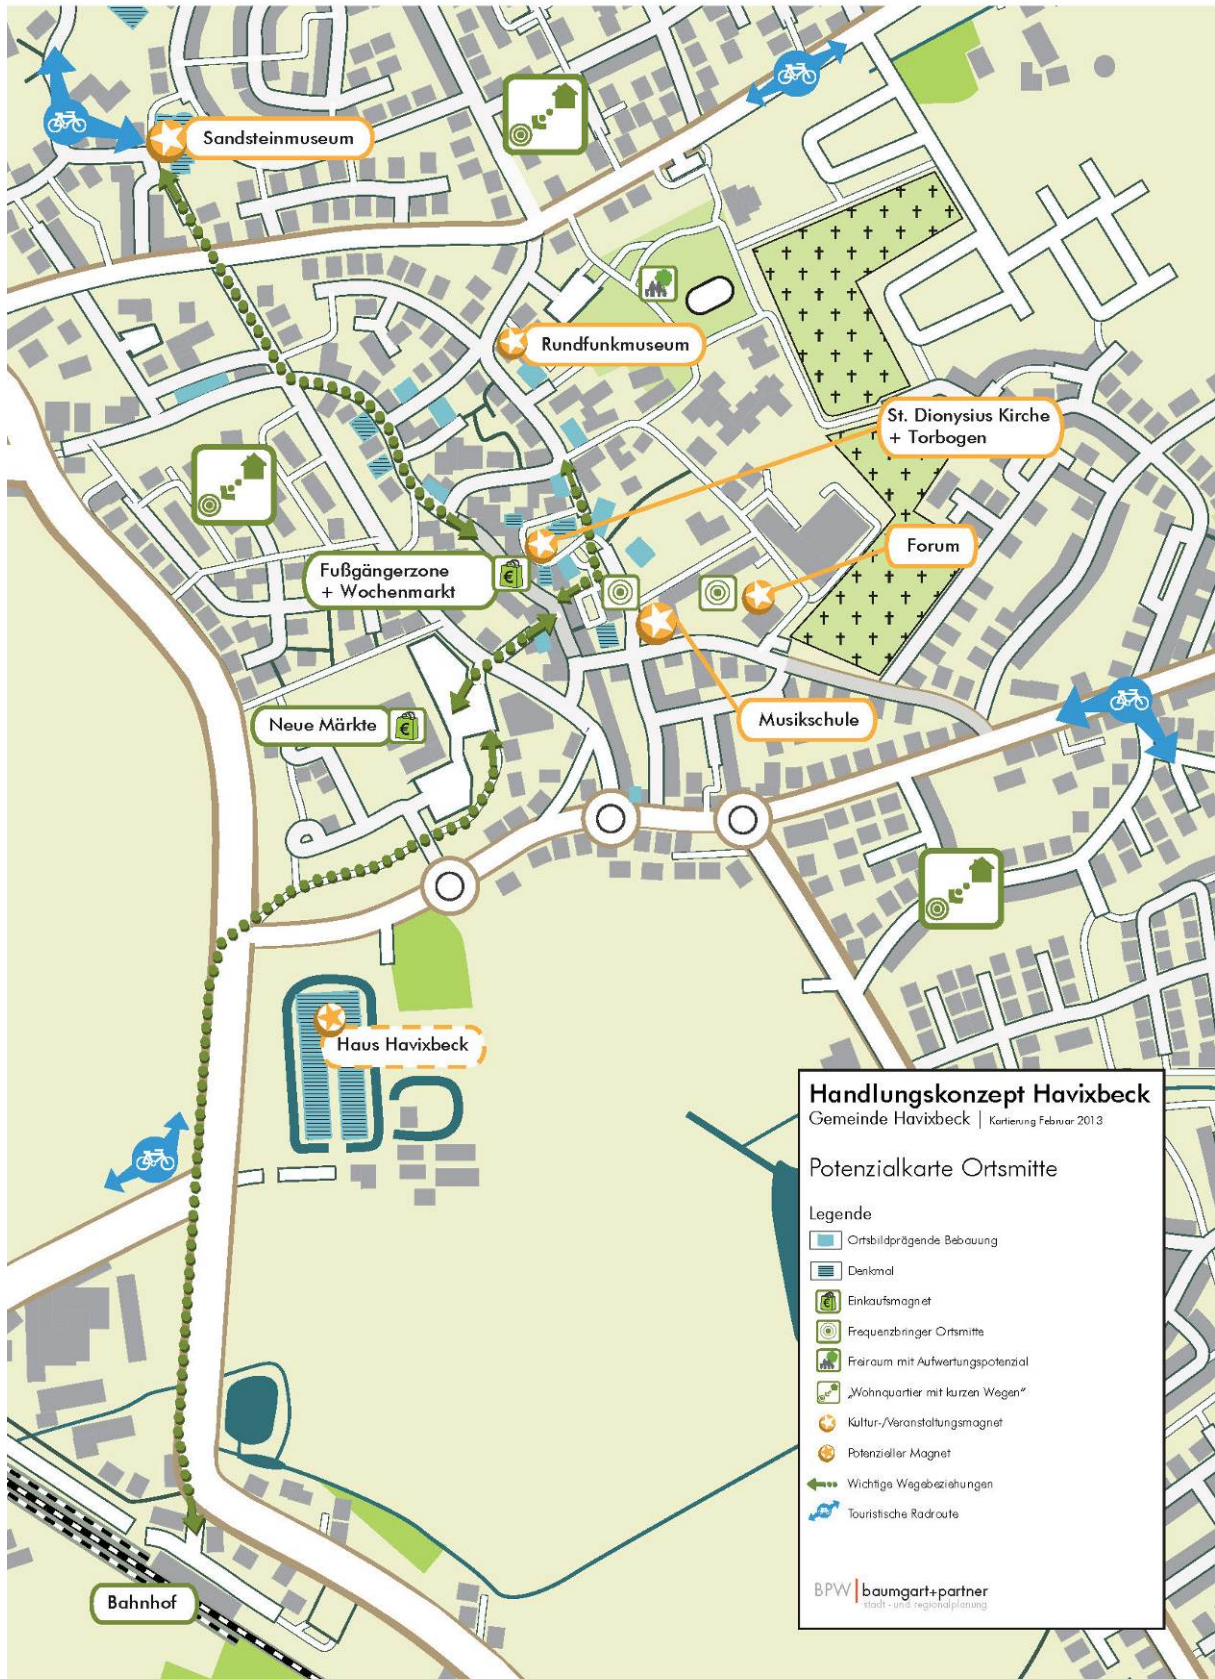 Sandsteinmuseum
Rundfunkmuseum
St. Dionysius Kirche
+ Torbogen
Forum
Fußgängerzone
+ Wochenmarkt
€
Musikschule
Neue Märkte
€
Haus Havixbeck
Bahnhof
Handlungskonzept Havixbeck
Gemeinde Havixbeck | Kartierung Februar 2013
Potenzialkarte Ortsmitte
Legende
Ortsbildprägende Bebauung
Denkmal
€ Einkaufsmagnet
Frequenzbringer Ortsmitte
Freiraum mit Aufwertungspotenzial
„Wohnquartier mit kurzen Wegen“
Kultur-/Veranstaltungsmagnet
Potenzieller Magnet
Wichtige Wegebeziehungen
Touristische Radroute
BPW | baumgart+partner
stadt- und regionalplanung